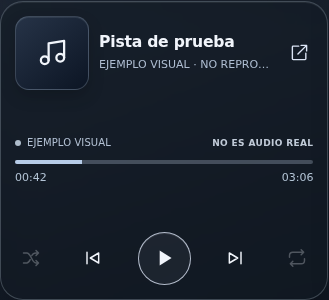 Pista de prueba
EJEMPLO VISUAL · NO REPRO...
EJEMPLO VISUAL
NO ES AUDIO REAL
00:42
03:06